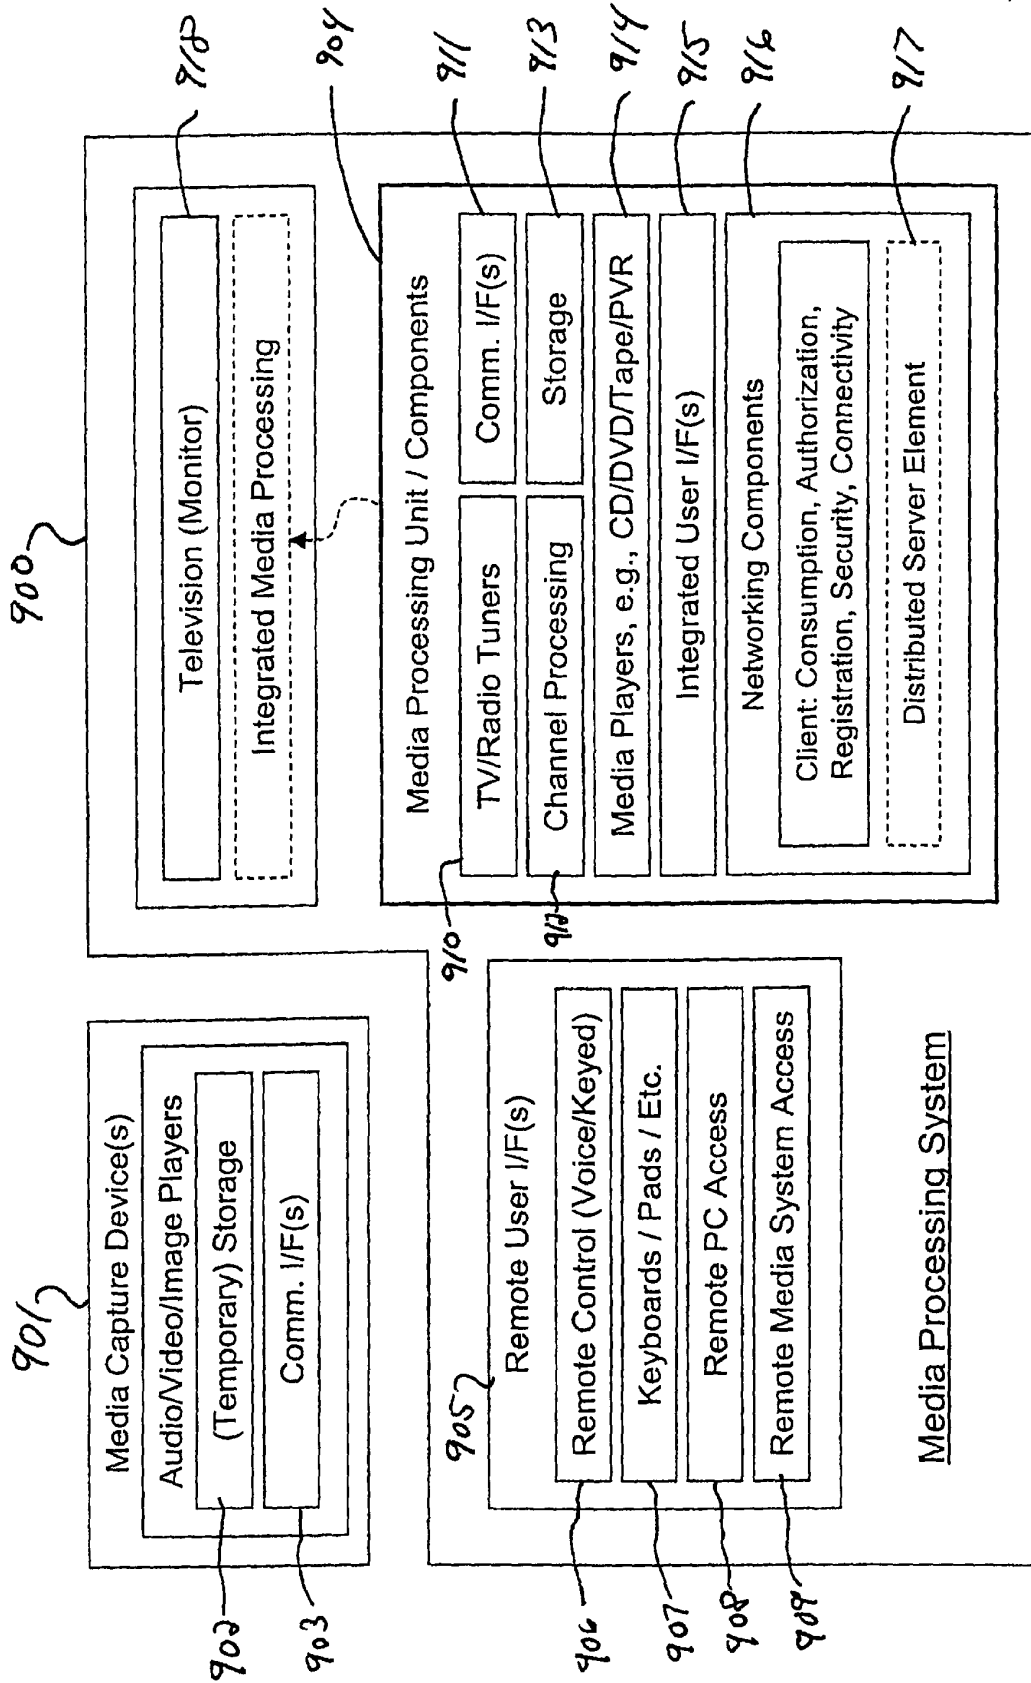 900
901
Media Capture Device(s)
Audio/Video/Image Players
(Temporary) Storage
Comm. I/F(s)
902
903
Television (Monitor)
Integrated Media Processing
918
904
Media Processing Unit / Components
TV/Radio Tuners
Comm. I/F(s)
Channel Processing
Storage
Media Players, e.g., CD/DVD/Tape/PVR
Integrated User I/F(s)
Networking Components
Client: Consumption, Authorization,
Registration, Security, Connectivity
Distributed Server Element
910
911
912
913
914
915
916
917
905
Remote User I/F(s)
Remote Control (Voice/Keyed)
Keyboards / Pads / Etc.
Remote PC Access
Remote Media System Access
906
907
908
909
Media Processing System